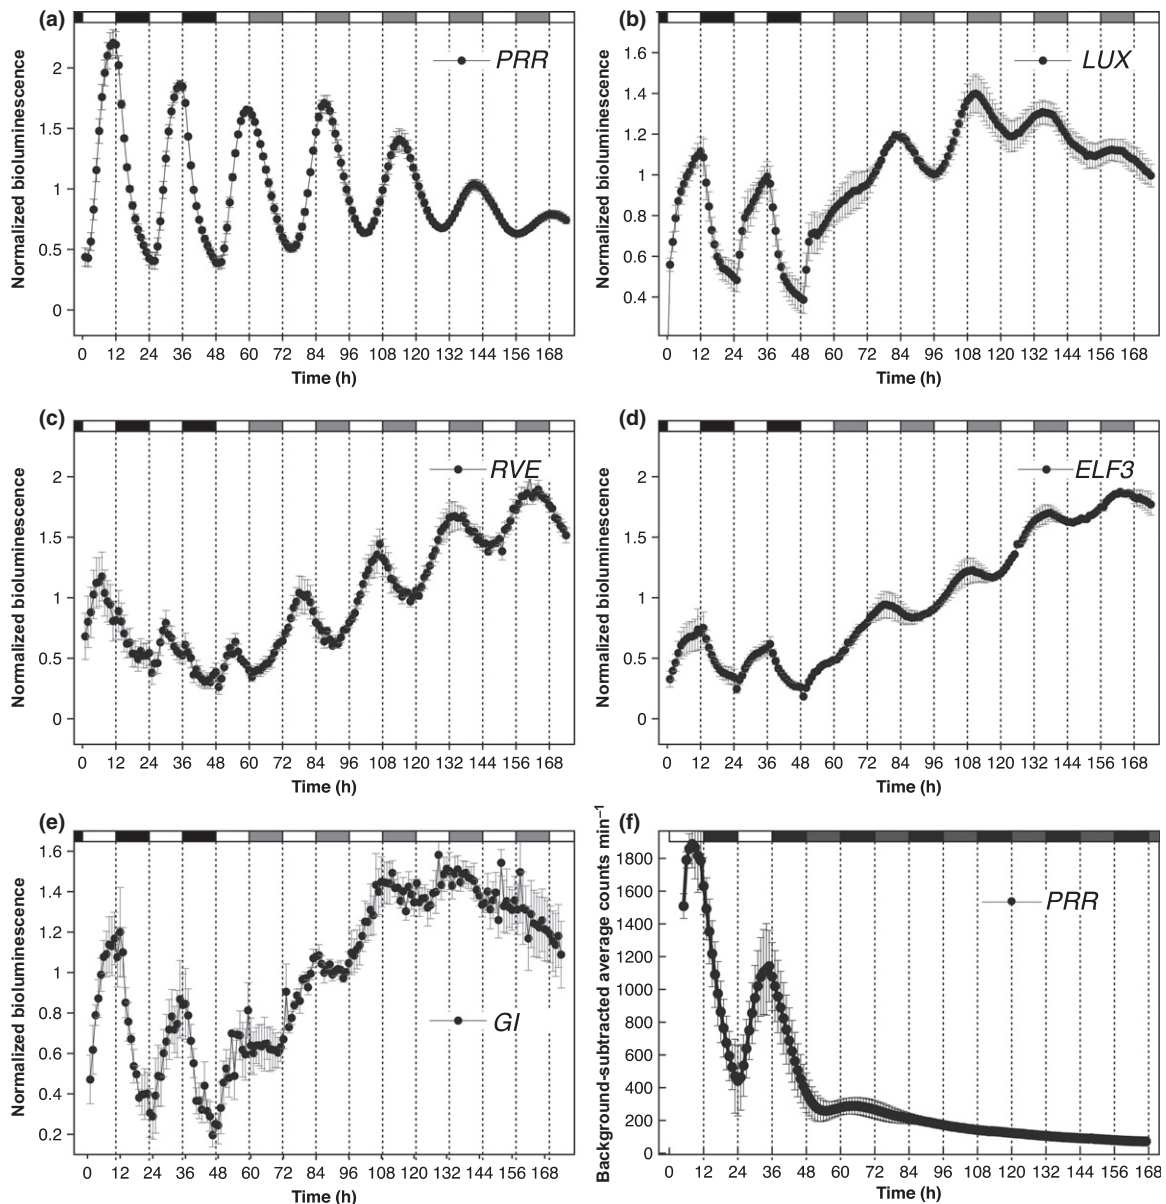 (a)
PRR
Normalized bioluminescence
2
1.5
1
0.5
0
0 12 24 36 48 60 72 84 96 108 120 132 144 156 168
Time (h)
(b)
LUX
Normalized bioluminescence
1.6
1.4
1.2
1.0
0.8
0.6
0.4
0 12 24 36 48 60 72 84 96 108 120 132 144 156 168
Time (h)
(c)
RVE
Normalized bioluminescence
2
1.5
1
0.5
0
0 12 24 36 48 60 72 84 96 108 120 132 144 156 168
Time (h)
(d)
ELF3
Normalized bioluminescence
2
1.5
1
0.5
0
0 12 24 36 48 60 72 84 96 108 120 132 144 156 168
Time (h)
(e)
GI
Normalized bioluminescence
1.6
1.4
1.2
1
0.8
0.6
0.4
0.2
0 12 24 36 48 60 72 84 96 108 120 132 144 156 168
Time (h)
(f)
PRR
Background-subtracted average counts min⁻¹
1800
1600
1400
1200
1000
800
600
400
200
0
0 12 24 36 48 60 72 84 96 108 120 132 144 156 168
Time (h)